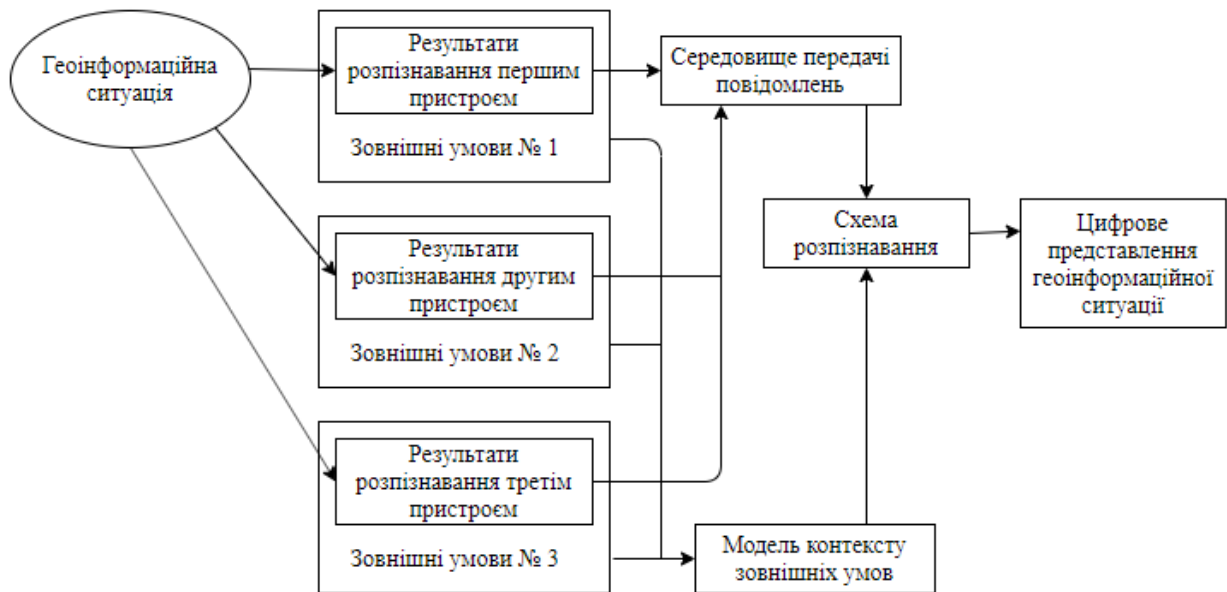 Геоінформаційна
ситуація
Результати
розпізнавання першим
пристроєм
Зовнішні умови № 1
Середовище передачі
повідомлень
Результати
розпізнавання другим
пристроєм
Зовнішні умови № 2
Схема
розпізнавання
Цифрове
представлення
геоінформаційної
ситуації
Результати
розпізнавання третім
пристроєм
Зовнішні умови № 3
Модель контексту
зовнішніх умов